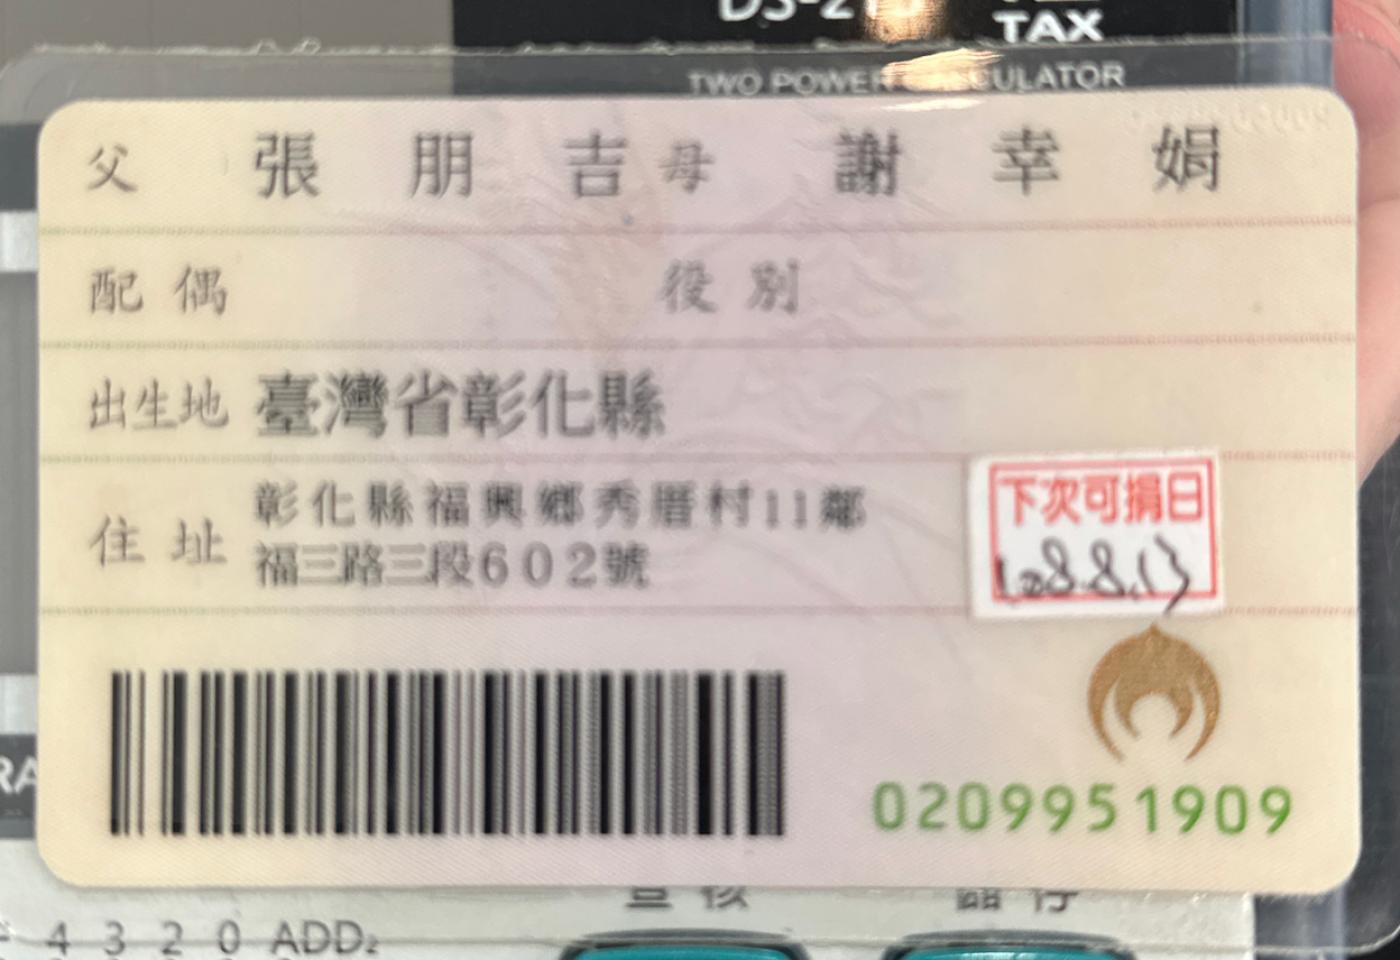 TAX
TWO POWER
父 張朋吉 母 謝幸娟
配偶 役別
出生地 臺灣省彰化縣
住址 彰化縣福興鄉秀厝村11鄰
福三路三段602號
下次可捐日
108.8.13
0209951909
4 3 2 0 ADD₂